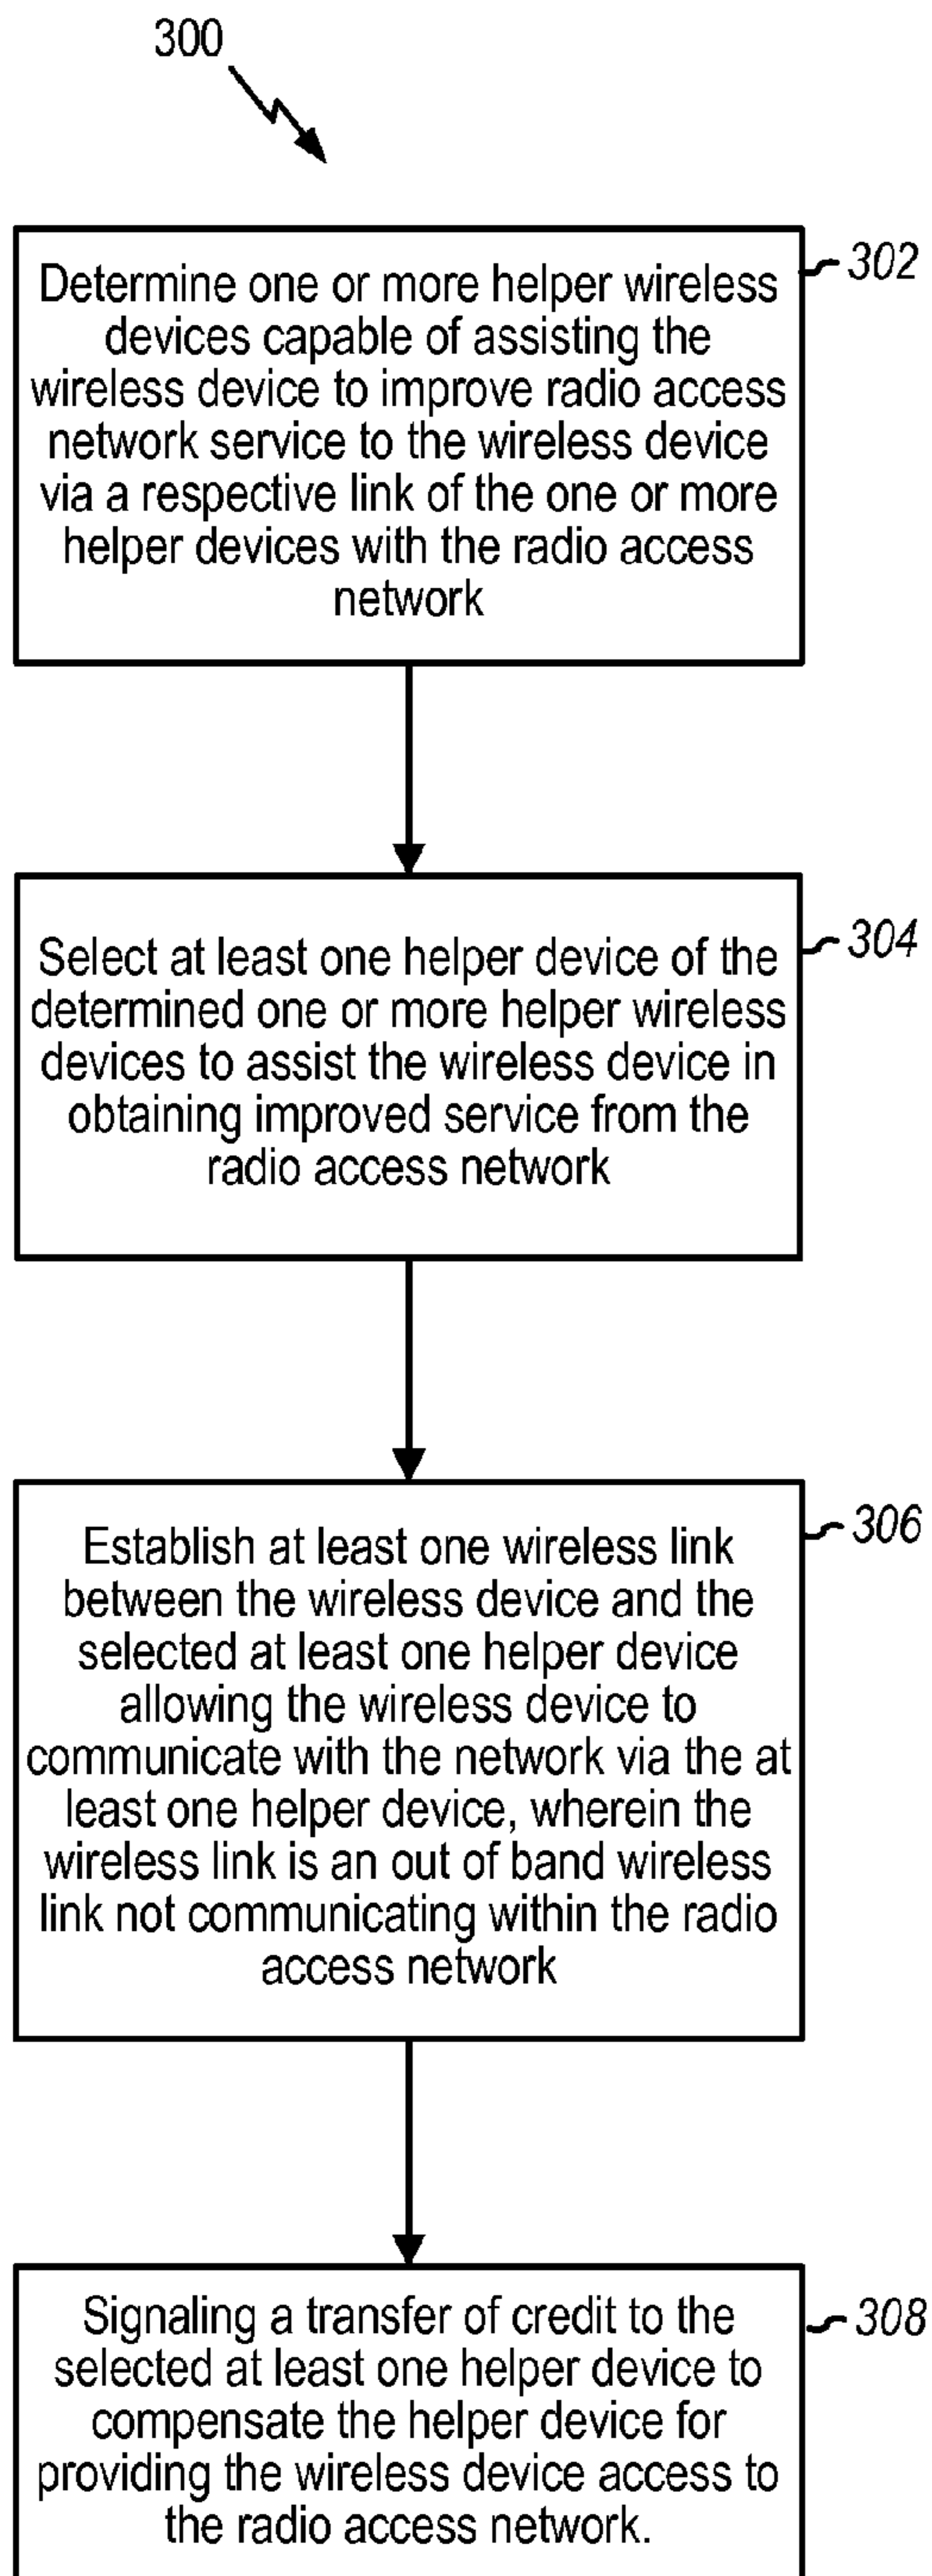 300
302
Determine one or more helper wireless
devices capable of assisting the
wireless device to improve radio access
network service to the wireless device
via a respective link of the one or more
helper devices with the radio access
network
304
Select at least one helper device of the
determined one or more helper wireless
devices to assist the wireless device in
obtaining improved service from the
radio access network
306
Establish at least one wireless link
between the wireless device and the
selected at least one helper device
allowing the wireless device to
communicate with the network via the at
least one helper device, wherein the
wireless link is an out of band wireless
link not communicating within the radio
access network
308
Signaling a transfer of credit to the
selected at least one helper device to
compensate the helper device for
providing the wireless device access to
the radio access network.